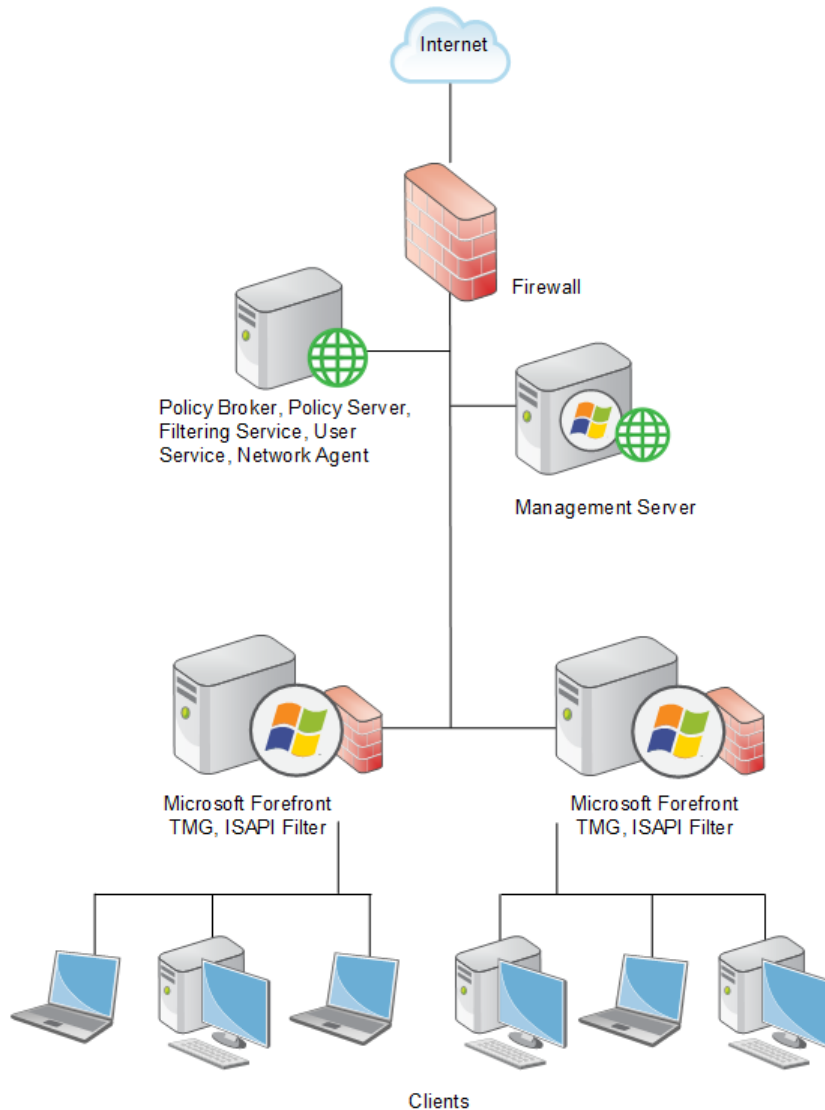 Internet
Firewall
Policy Broker, Policy Server,
Filtering Service, User
Service, Network Agent
Management Server
Microsoft Forefront
TMG, ISAPI Filter
Microsoft Forefront
TMG, ISAPI Filter
Clients